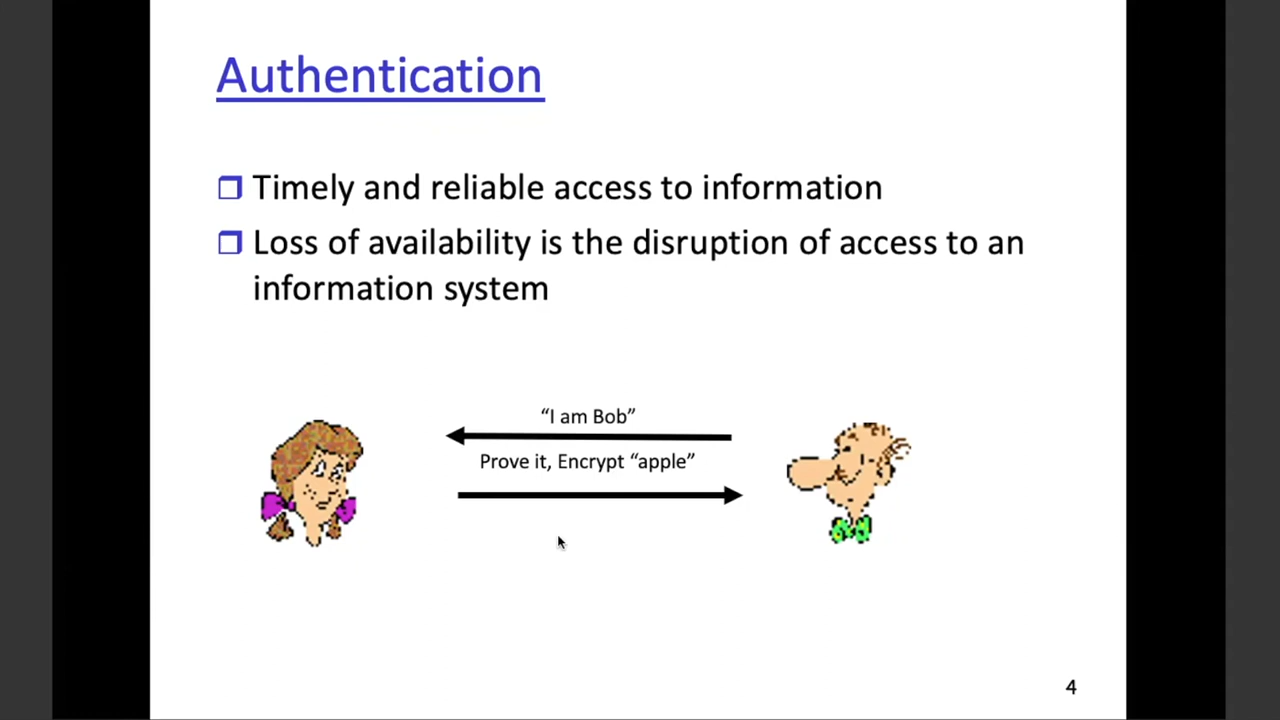 Authentication
Timely and reliable access to information
Loss of availability is the disruption of access to an
information system
“I am Bob”
Prove it, Encrypt “apple”
4